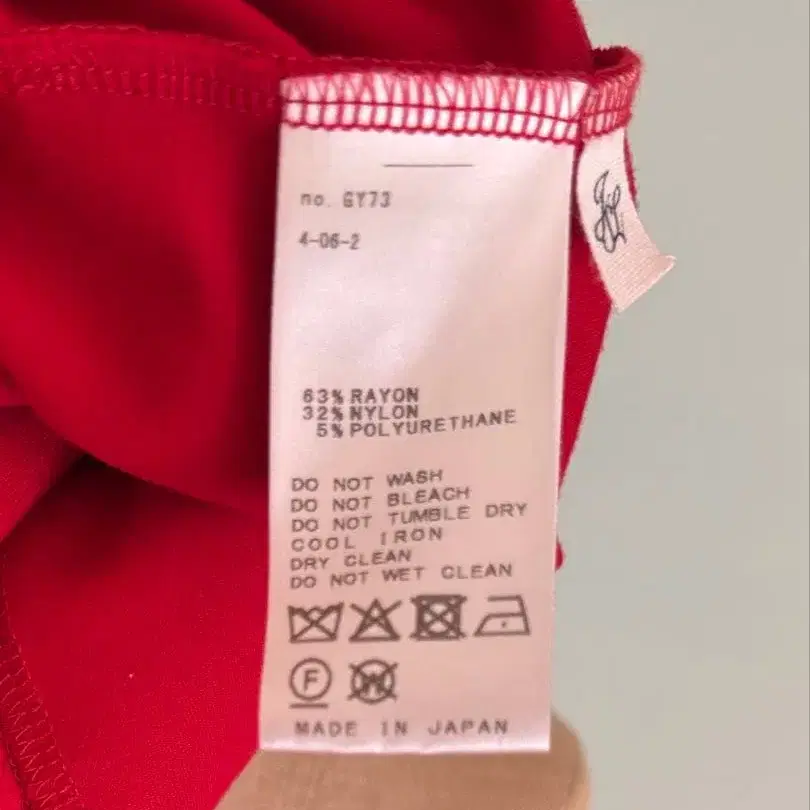 no. GY73
4-06-2
63% RAYON
32% NYLON
5% POLYURETHANE
DO NOT WASH
DO NOT BLEACH
DO NOT TUMBLE DRY
COOL IRON
DRY CLEAN
DO NOT WET CLEAN
F W
MADE IN JAPAN